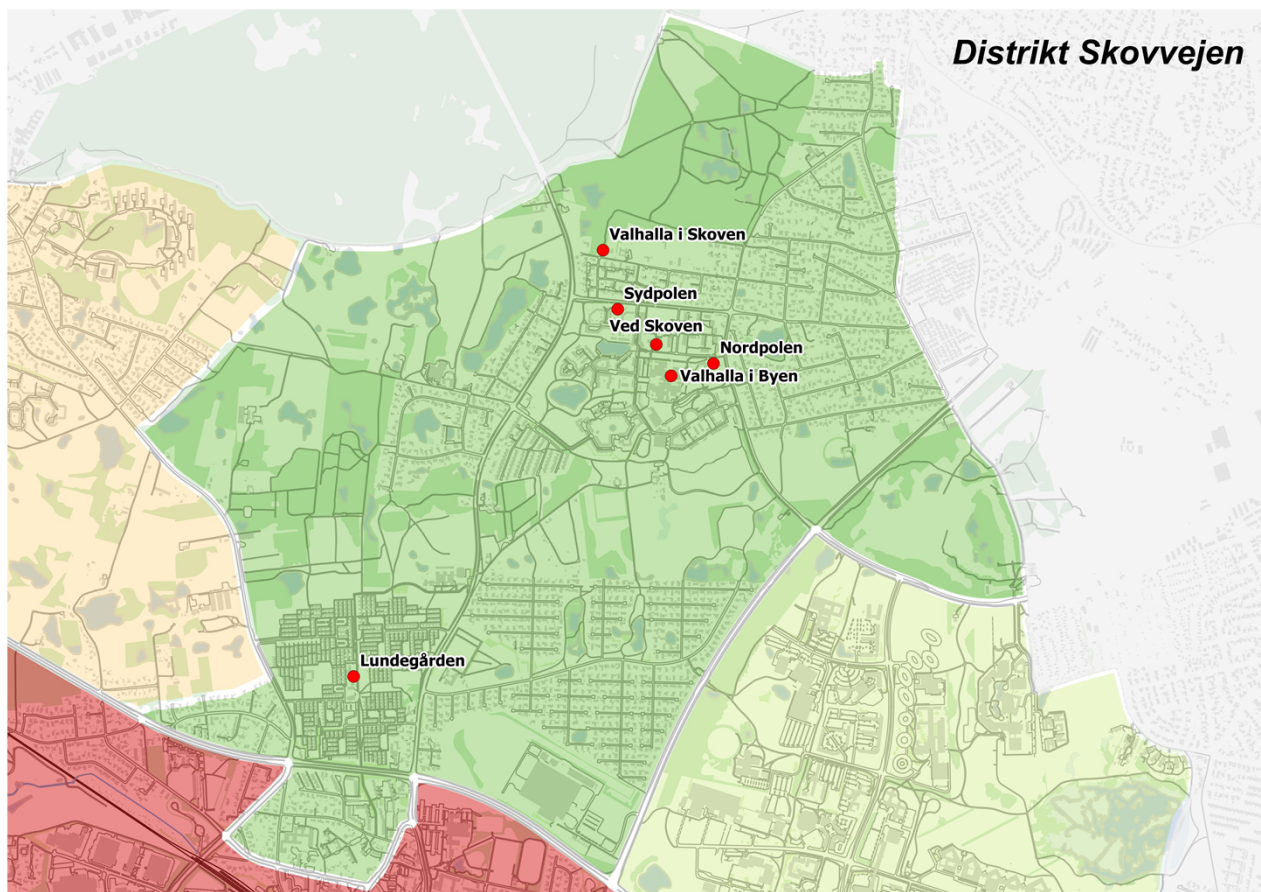 Distrikt Skovvejen
Valhalla i Skoven
Sydpolen
Ved Skoven
Nordpolen
Valhalla i Byen
Lundegården